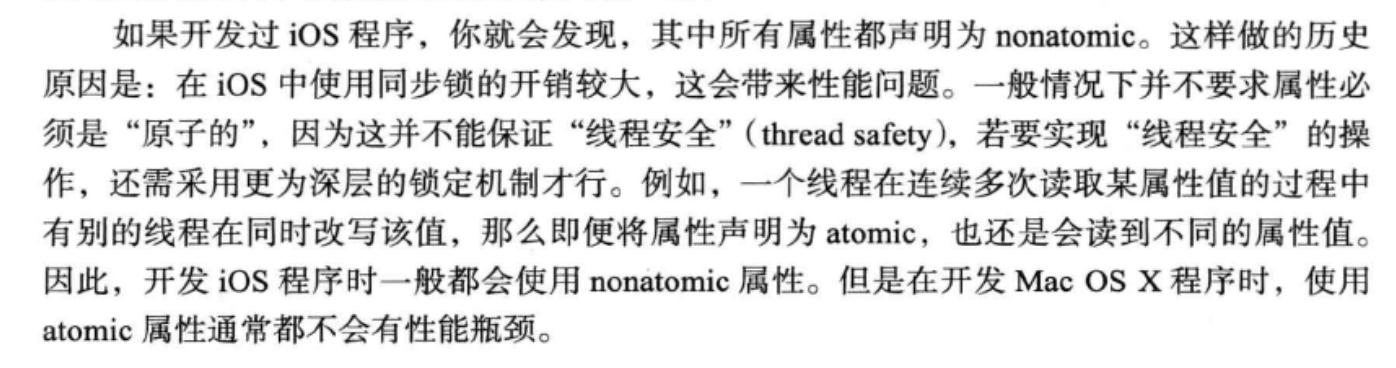 如果开发过 iOS 程序，你就会发现，其中所有属性都声明为 nonatomic。这样做的历史
原因是：在 iOS 中使用同步锁的开销较大，这会带来性能问题。一般情况下并不要求属性必
须是“原子的”，因为这并不能保证“线程安全”（thread safety），若要实现“线程安全”的操
作，还需采用更为深层的锁定机制才行。例如，一个线程在连续多次读取某属性值的过程中
有别的线程在同时改写该值，那么即便将属性声明为 atomic，也还是会读到不同的属性值。
因此，开发 iOS 程序时一般都会使用 nonatomic 属性。但是在开发 Mac OS X 程序时，使用
atomic 属性通常都不会有性能瓶颈。